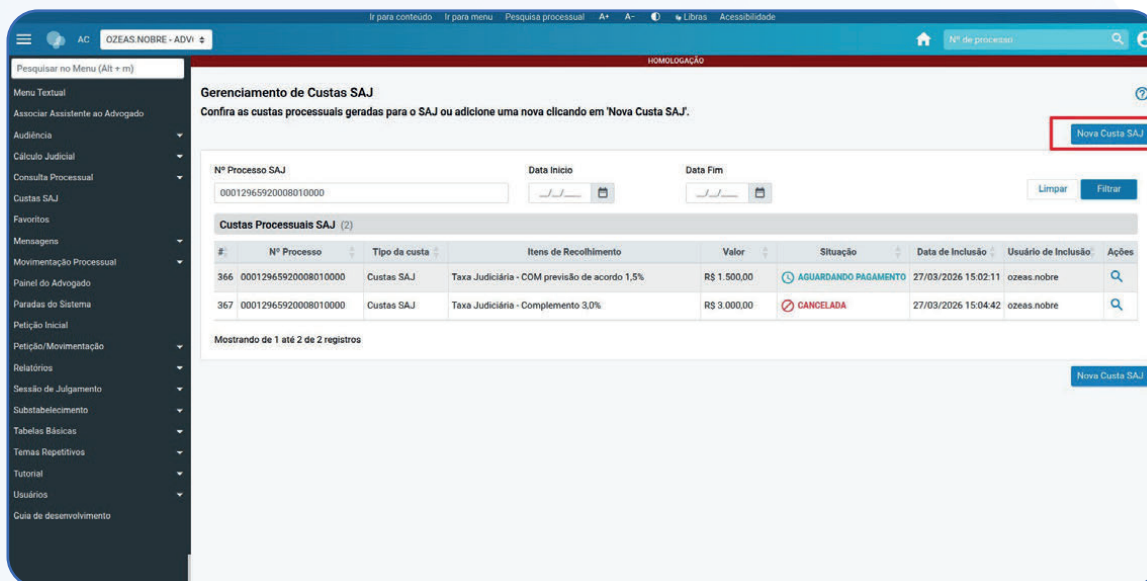 Ir para conteúdo Ir para menu Pesquisa processual A+ A- Libras Acessibilidade
AC OZEAS.NOBRE - ADV Nº de processo
Pesquisar no Menu (Alt + m)
HOMOLOGAÇÃO
Menu Textual
Associar Assistente ao Advogado
Audiência
Cálculo Judicial
Consulta Processual
Custas SAJ
Favoritos
Mensagens
Movimentação Processual
Painel do Advogado
Paradas do Sistema
Petição Inicial
Petição/Movimentação
Relatórios
Sessão de Julgamento
Substabelecimento
Tabelas Básicas
Temas Repetitivos
Tutorial
Usuários
Guia de desenvolvimento
Gerenciamento de Custas SAJ
Confira as custas processuais geradas para o SAJ ou adicione uma nova clicando em 'Nova Custa SAJ'.
Nova Custa SAJ
Nº Processo SAJ Data Início Data Fim
00012965920008010000 __/__/____ __/__/____ Limpar Filtrar
Custas Processuais SAJ (2)
# Nº Processo Tipo da custa Itens de Recolhimento Valor Situação Data de Inclusão Usuário de Inclusão Ações
366 00012965920008010000 Custas SAJ Taxa Judiciária - COM previsão de acordo 1,5% R$ 1.500,00 AGUARDANDO PAGAMENTO 27/03/2026 15:02:11 ozeas.nobre
367 00012965920008010000 Custas SAJ Taxa Judiciária - Complemento 3,0% R$ 3.000,00 CANCELADA 27/03/2026 15:04:42 ozeas.nobre
Mostrando de 1 até 2 de 2 registros
Nova Custa SAJ